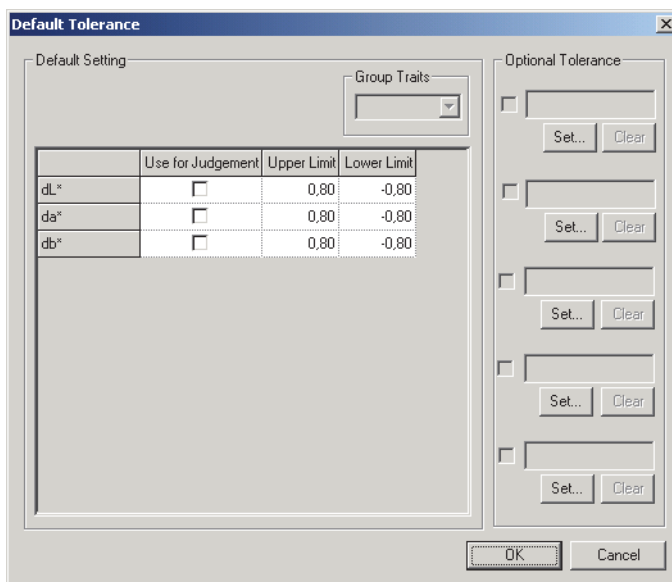 Default Tolerance
Default Setting
Group Traits
Use for Judgement Upper Limit Lower Limit
dL* 0,80 -0,80
da* 0,80 -0,80
db* 0,80 -0,80
Optional Tolerance
Set... Clear
Set... Clear
Set... Clear
Set... Clear
Set... Clear
OK Cancel